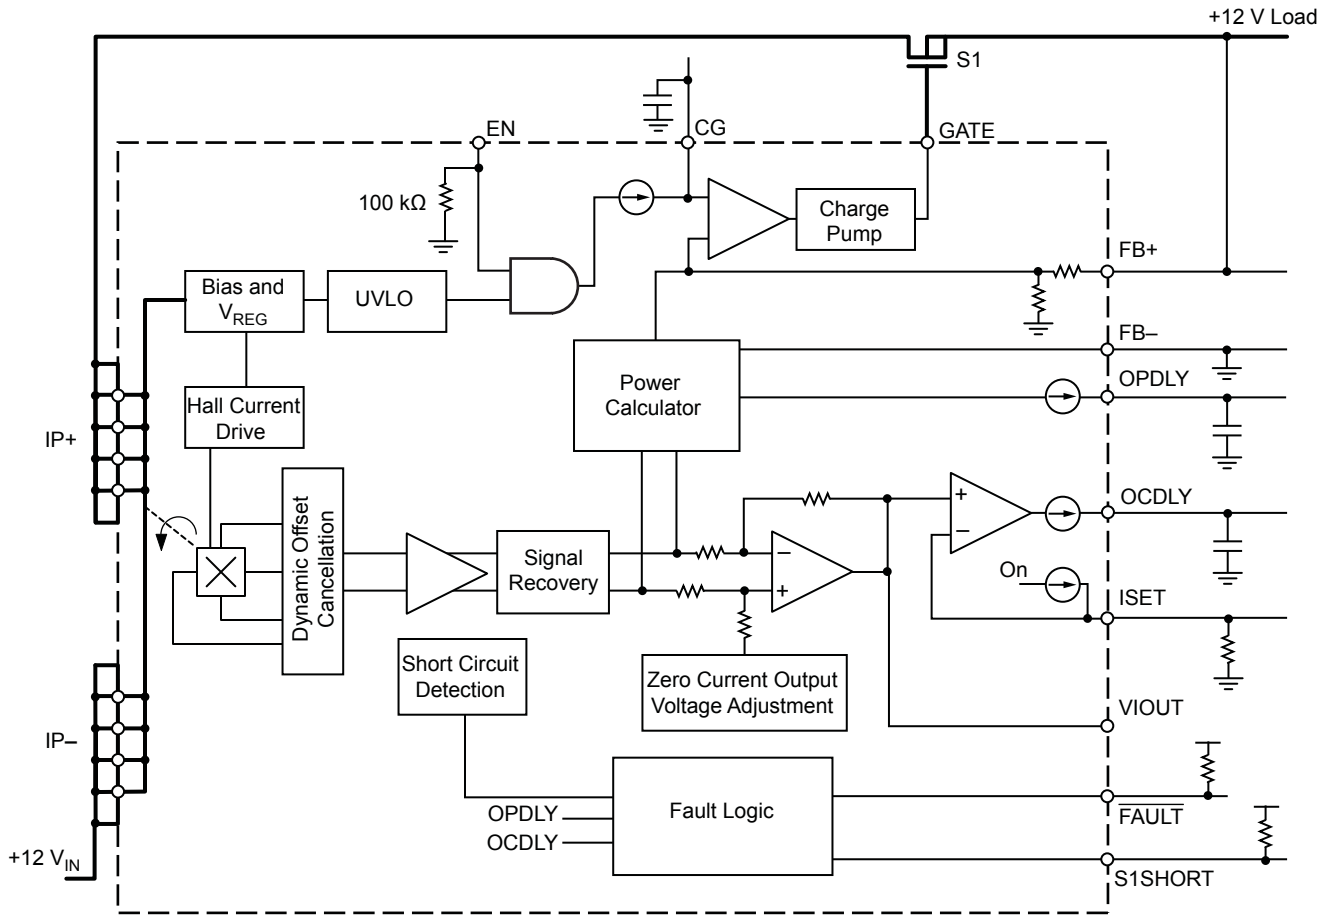 +12 V Load
S1
EN
CG
GATE
100 kΩ
Charge
Pump
FB+
Bias and
VREG
UVLO
FB–
Power
Calculator
OPDLY
Hall Current
Drive
IP+
Dynamic Offset
Cancellation
+
–
OCDLY
Signal
Recovery
–
+
On
ISET
Short Circuit
Detection
Zero Current Output
Voltage Adjustment
VIOUT
IP–
Fault Logic
OPDLY
OCDLY
FAULT
+12 VIN
S1SHORT